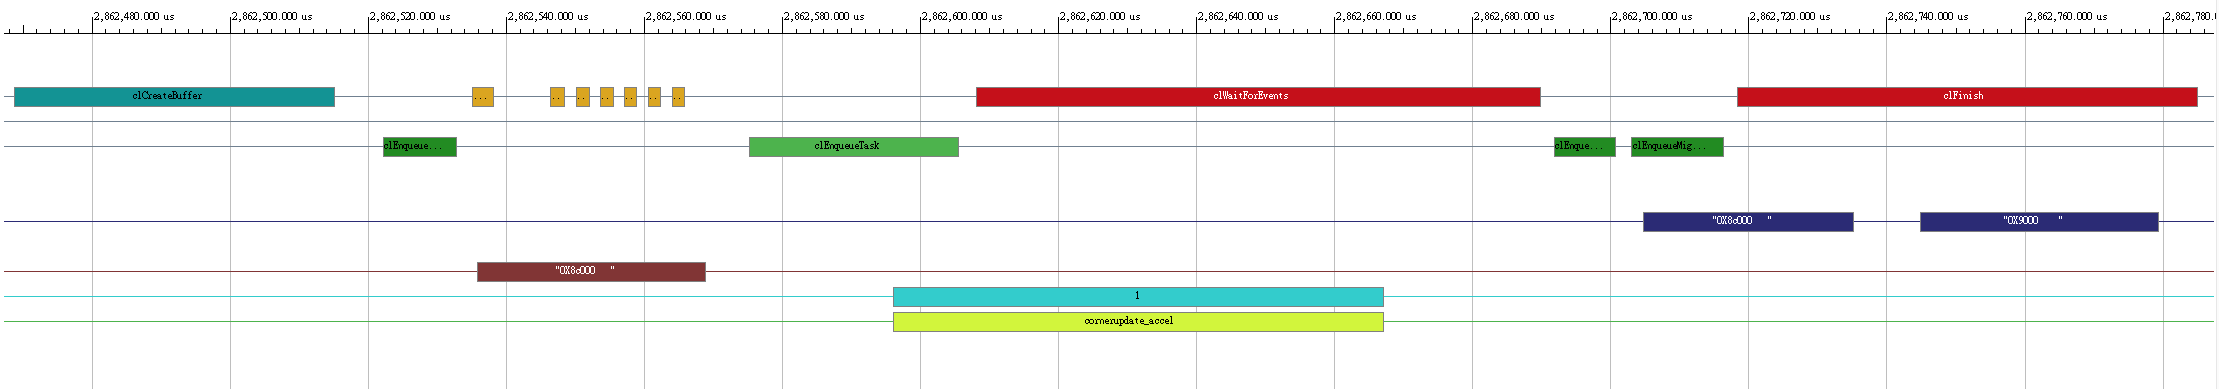 2,862,480.000 us 2,862,500.000 us 2,862,520.000 us 2,862,540.000 us 2,862,560.000 us 2,862,580.000 us 2,862,600.000 us 2,862,620.000 us 2,862,640.000 us 2,862,660.000 us 2,862,680.000 us 2,862,700.000 us 2,862,720.000 us 2,862,740.000 us 2,862,760.000 us 2,862,780.0
clCreateBuffer ... .. .. .. .. .. .. clWaitForEvents clFinish
clEnqueue... clEnqueueTask clEnque... clEnqueueMig...
"0X8c000 " "0X9000 "
"0X8c000 "
1
cornerupdate_accel